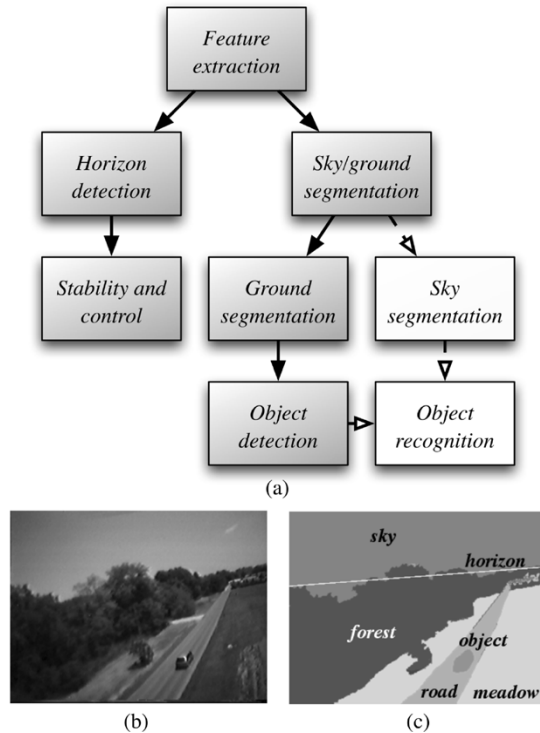 Feature
extraction
Horizon
detection
Sky/ground
segmentation
Stability and
control
Ground
segmentation
Sky
segmentation
Object
detection
Object
recognition
(a)
sky
horizon
forest
object
road
meadow
(b)
(c)